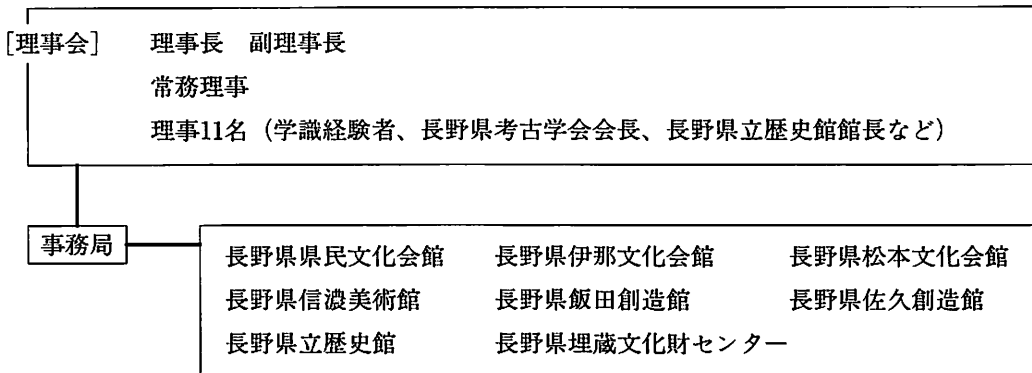 [理事会] 理事長 副理事長
常務理事
理事11名（学識経験者、長野県考古学会会長、長野県立歴史館館長など）
事務局
長野県県民文化会館 長野県伊那文化会館 長野県松本文化会館
長野県信濃美術館 長野県飯田創造館 長野県佐久創造館
長野県立歴史館 長野県埋蔵文化財センター